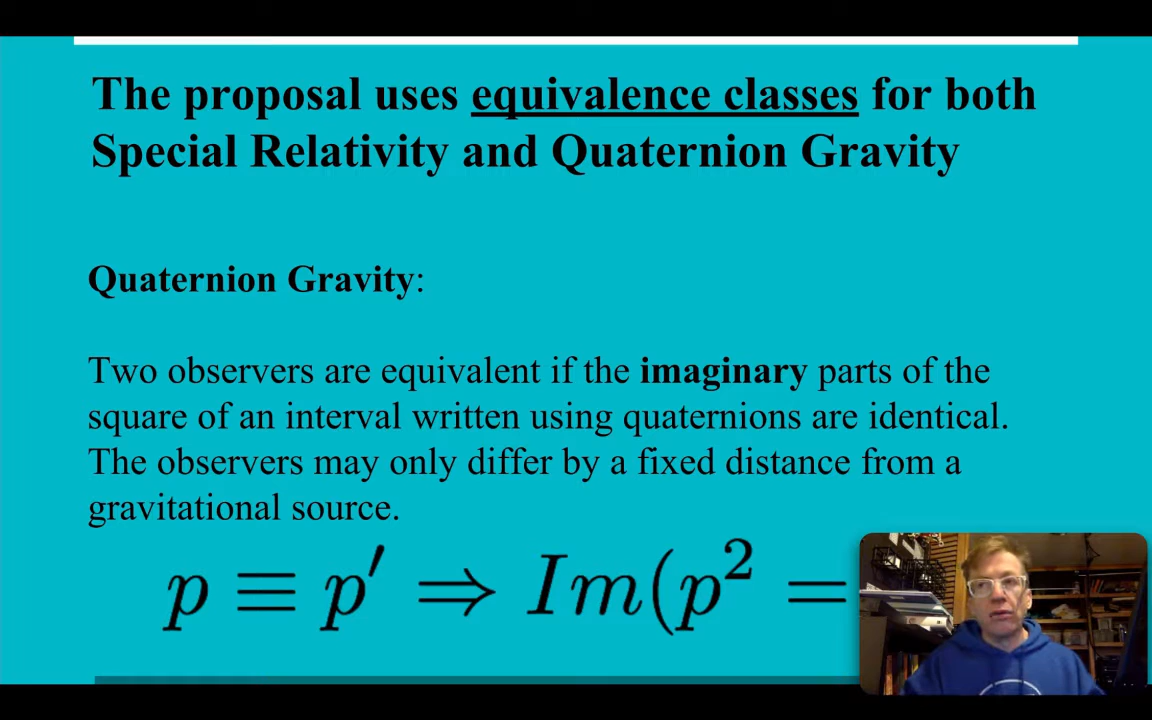 The proposal uses equivalence classes for both
Special Relativity and Quaternion Gravity
Quaternion Gravity:
Two observers are equivalent if the imaginary parts of the
square of an interval written using quaternions are identical.
The observers may only differ by a fixed distance from a
gravitational source.
p ≡ p′ ⇒ Im(p² =